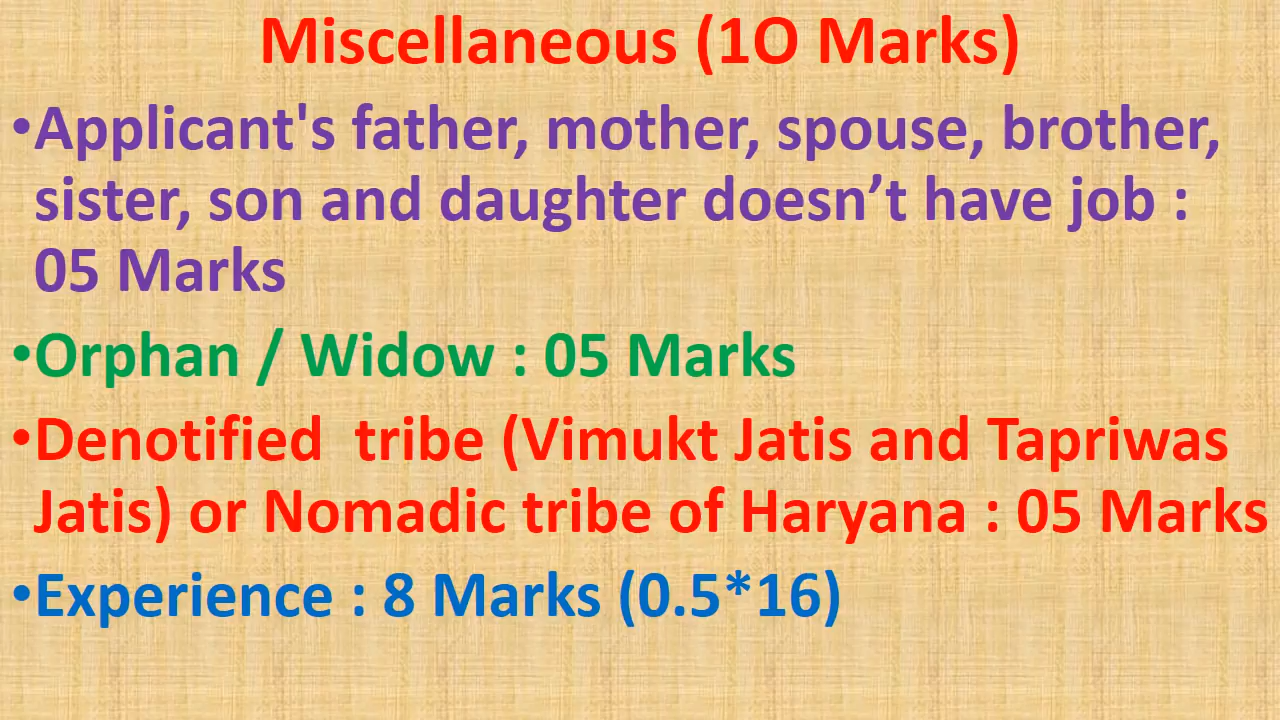 Miscellaneous (1O Marks)
•Applicant's father, mother, spouse, brother,
sister, son and daughter doesn’t have job :
05 Marks
•Orphan / Widow : 05 Marks
•Denotified  tribe (Vimukt Jatis and Tapriwas
Jatis) or Nomadic tribe of Haryana : 05 Marks
•Experience : 8 Marks (0.5*16)